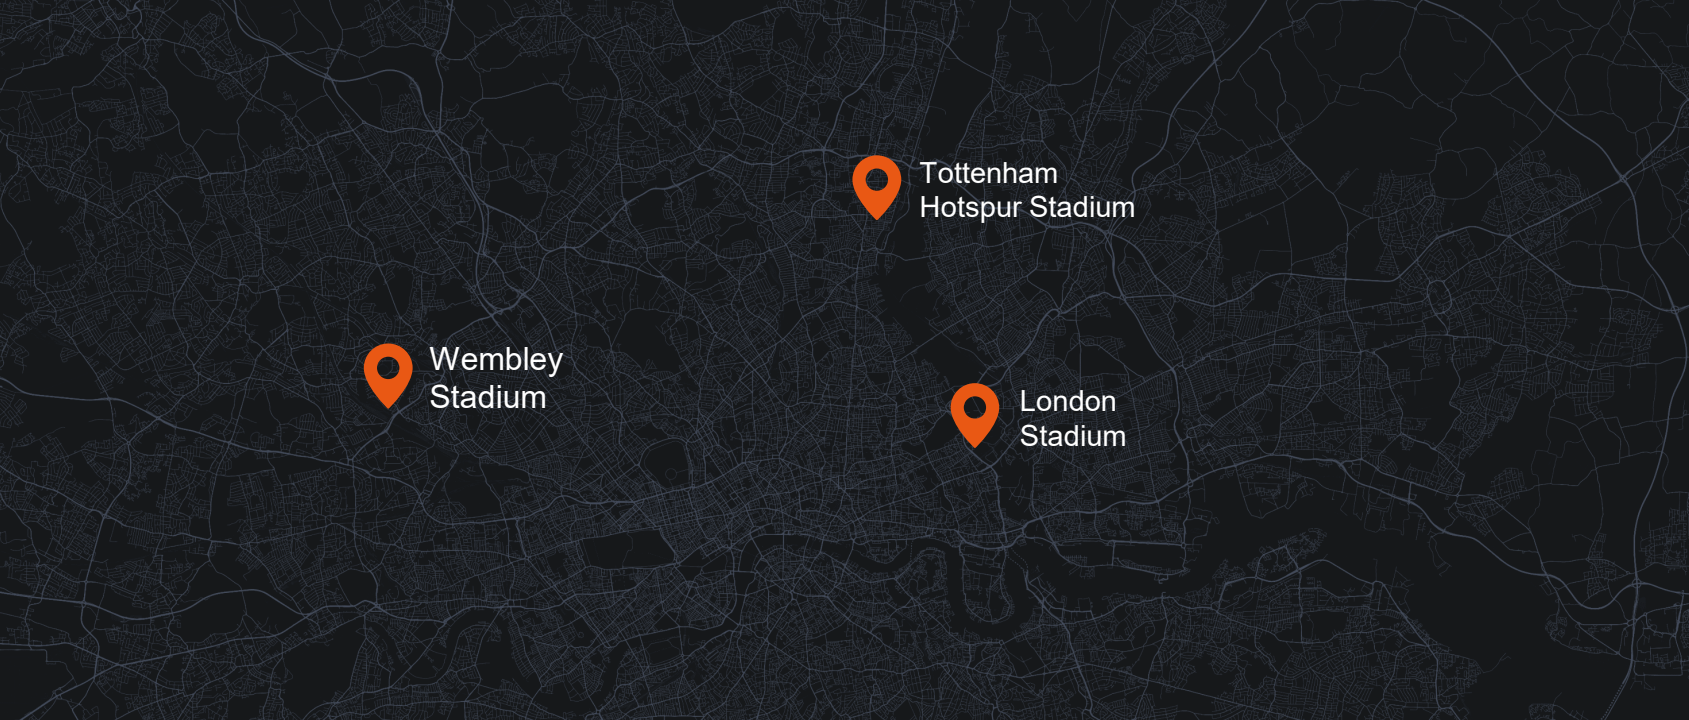 Tottenham
Hotspur Stadium
Wembley
Stadium
London
Stadium